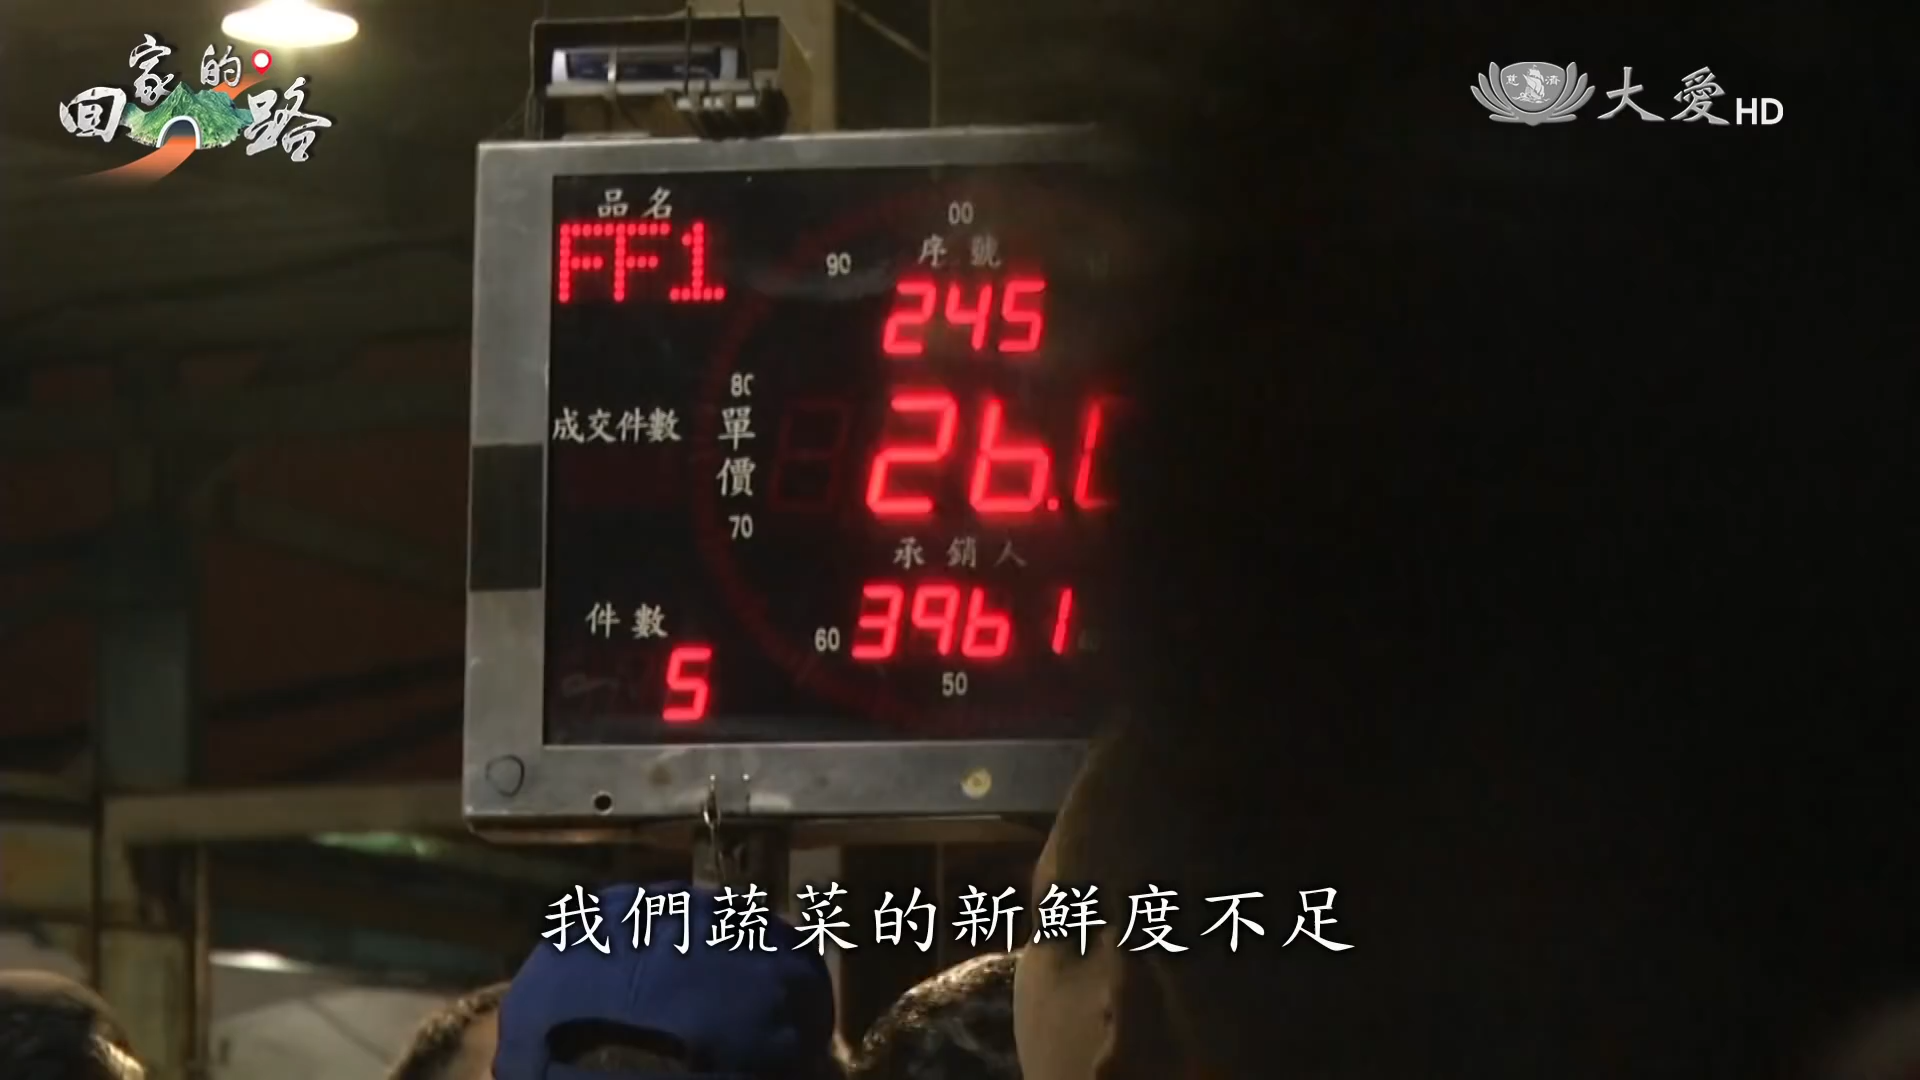 回家的路
慈濟
大愛HD
品名
FF1
00
序號
90
245
80
成交件數
單價
26.
70
承銷人
件數
60
3961
5
50
我們蔬菜的新鮮度不足